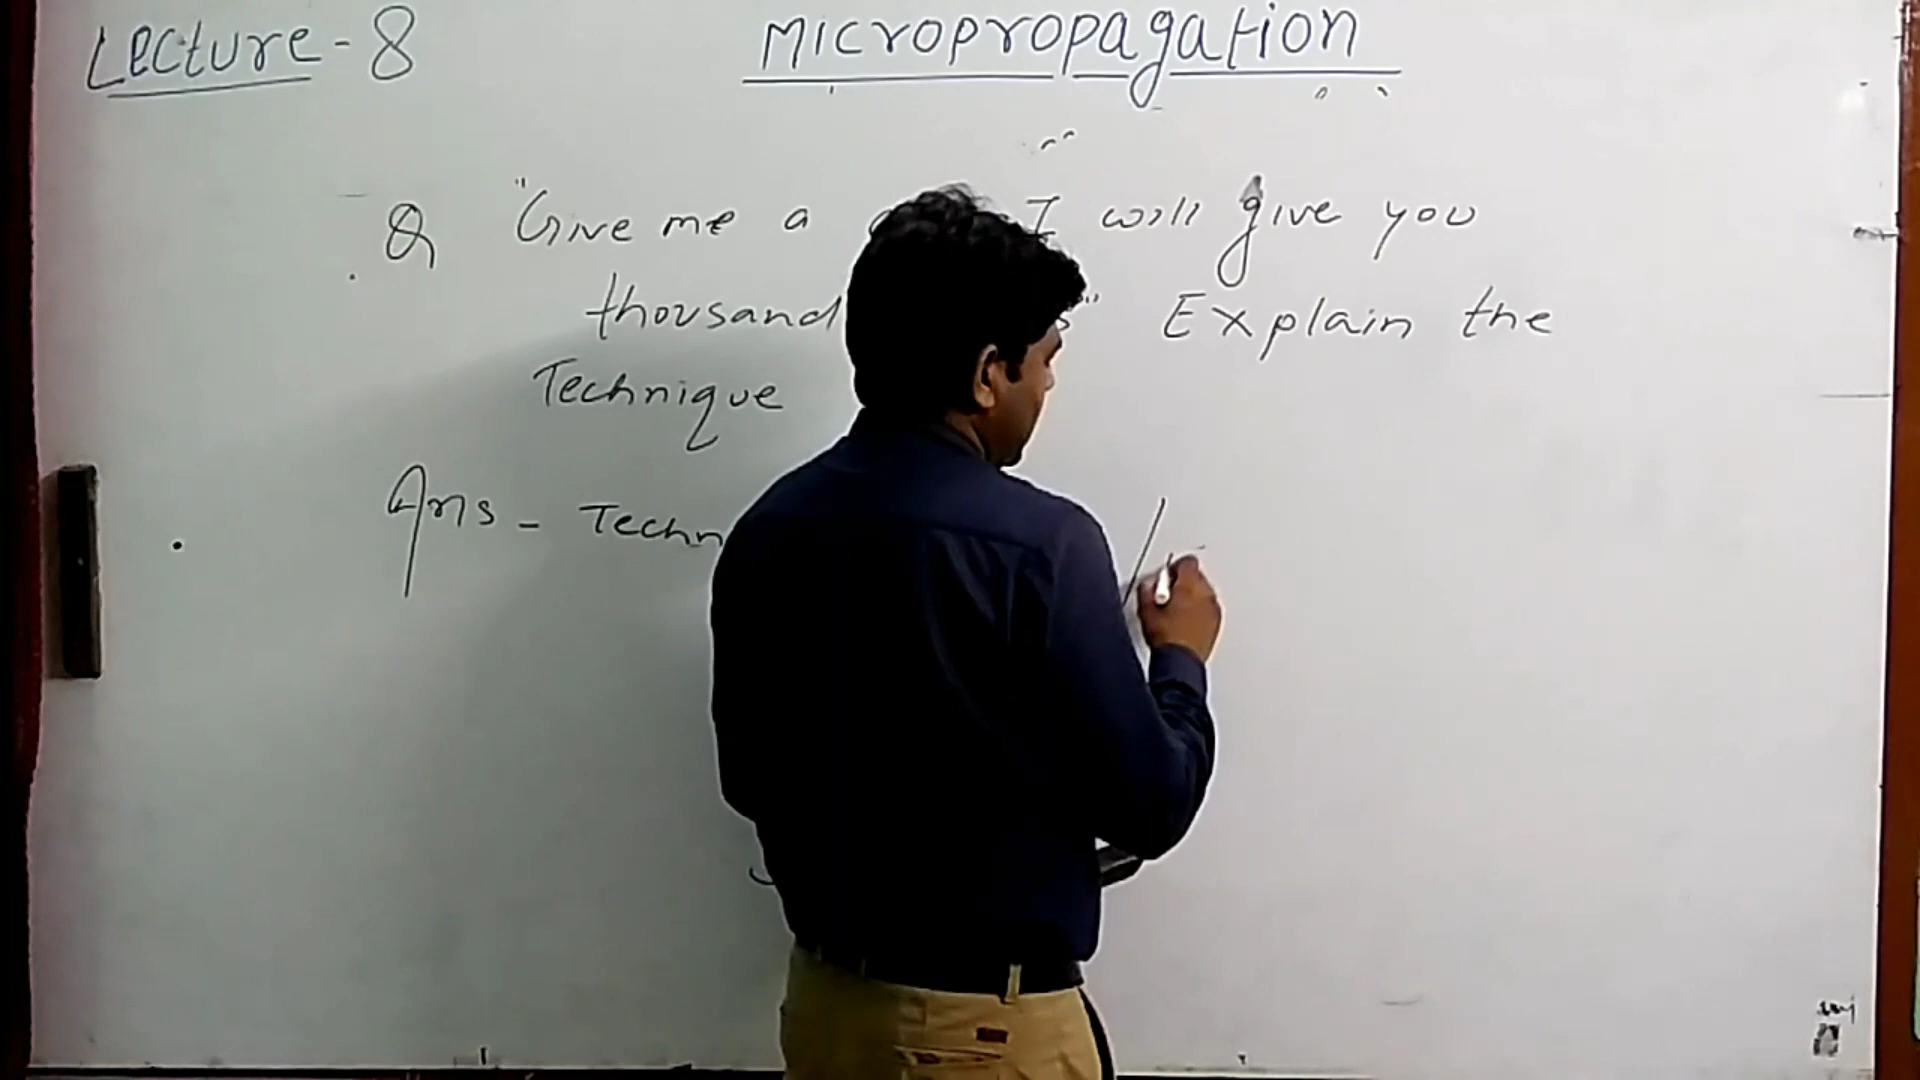 Lecture - 8
Micropropagation
Q "Give me a I will give you
thousand " Explain the
Technique
Ans - Techn